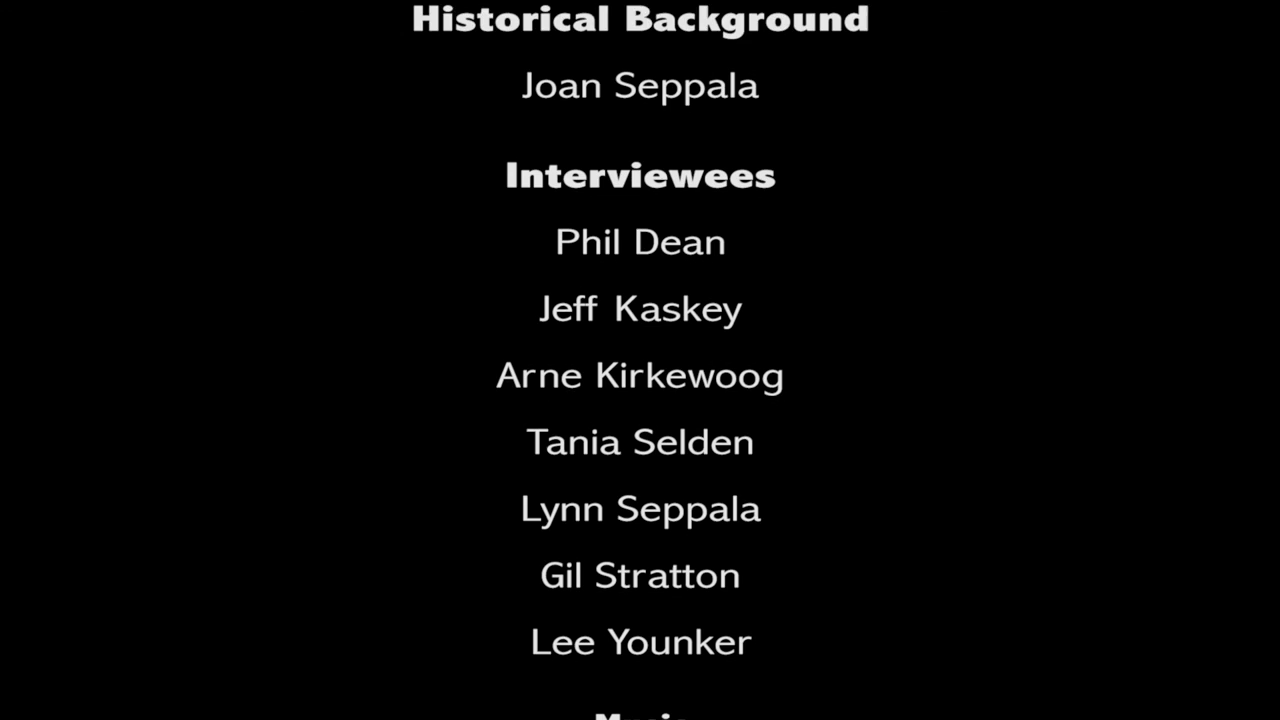 Historical Background
Joan Seppala
Interviewees
Phil Dean
Jeff Kaskey
Arne Kirkewoog
Tania Selden
Lynn Seppala
Gil Stratton
Lee Younker
Music